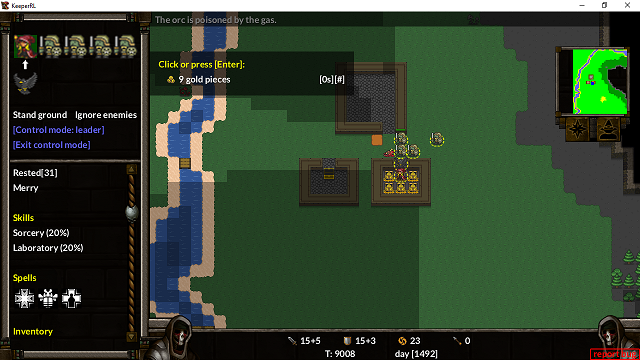 KeeperRL
The orc is poisoned by the gas.
Click or press [Enter]:
9 gold pieces [0s][#]
Stand ground Ignore enemies
[Control mode: leader]
[Exit control mode]
Rested[31]
Merry
Skills
Sorcery (20%)
Laboratory (20%)
Spells
Inventory
15+5 15+3 23 0
T: 9008 day [1492]